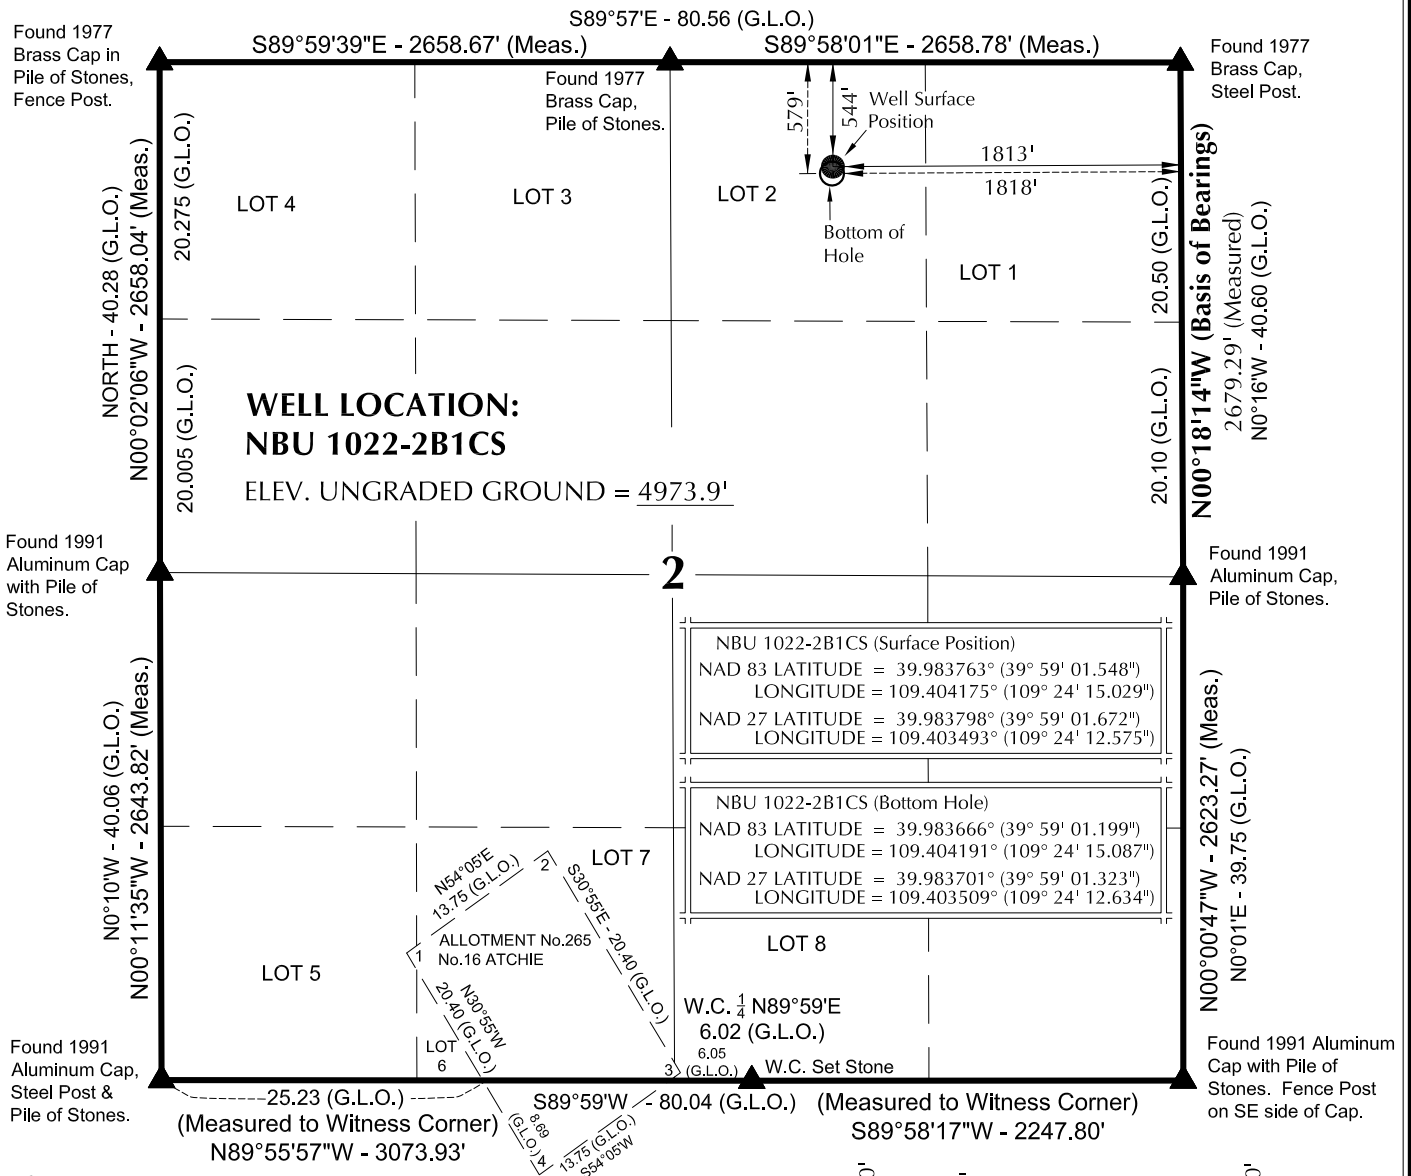 S89°57'E - 80.56 (G.L.O.)
S89°59'39"E - 2658.67' (Meas.)
S89°58'01"E - 2658.78' (Meas.)
Found 1977
Brass Cap in
Pile of Stones,
Fence Post.
Found 1977
Brass Cap,
Pile of Stones.
Found 1977
Brass Cap,
Steel Post.
579'
544'
Well Surface
Position
1813'
1818'
Bottom of
Hole
LOT 4
LOT 3
LOT 2
LOT 1
NORTH - 40.28 (G.L.O.)
N00°02'06"W - 2658.04' (Meas.)
20.275 (G.L.O.)
20.005 (G.L.O.)
20.50 (G.L.O.)
20.10 (G.L.O.)
N00°18'14"W (Basis of Bearings)
2679.29' (Measured)
N0°16'W - 40.60 (G.L.O.)
WELL LOCATION:
NBU 1022-2B1CS
ELEV. UNGRADED GROUND = 4973.9'
Found 1991
Aluminum Cap
with Pile of
Stones.
2
Found 1991
Aluminum Cap,
Pile of Stones.
NBU 1022-2B1CS (Surface Position)
NAD 83 LATITUDE = 39.983763° (39° 59' 01.548")
LONGITUDE = 109.404175° (109° 24' 15.029")
NAD 27 LATITUDE = 39.983798° (39° 59' 01.672")
LONGITUDE = 109.403493° (109° 24' 12.575")
NBU 1022-2B1CS (Bottom Hole)
NAD 83 LATITUDE = 39.983666° (39° 59' 01.199")
LONGITUDE = 109.404191° (109° 24' 15.087")
NAD 27 LATITUDE = 39.983701° (39° 59' 01.323")
LONGITUDE = 109.403509° (109° 24' 12.634")
N0°10'W - 40.06 (G.L.O.)
N00°11'35"W - 2643.82' (Meas.)
N00°00'47"W - 2623.27' (Meas.)
N0°01'E - 39.75 (G.L.O.)
N54°05'E
13.75 (G.L.O.)
2
LOT 7
S30°55'E - 20.40 (G.L.O.)
ALLOTMENT No.265
No.16 ATCHIE
1
LOT 5
LOT 8
N30°55'W
20.40 (G.L.O.)
LOT
6
W.C. 1/4 N89°59'E
6.02 (G.L.O.)
6.05
(G.L.O.)
3
W.C. Set Stone
Found 1991
Aluminum Cap,
Steel Post &
Pile of Stones.
Found 1991 Aluminum
Cap with Pile of
Stones. Fence Post
on SE side of Cap.
25.23 (G.L.O.)
S89°59'W - 80.04 (G.L.O.)
(Measured to Witness Corner)
N89°55'57"W - 3073.93'
(Measured to Witness Corner)
S89°58'17"W - 2247.80'
8.69
(G.L.O.)
4
13.75 (G.L.O.)
S54°05'W